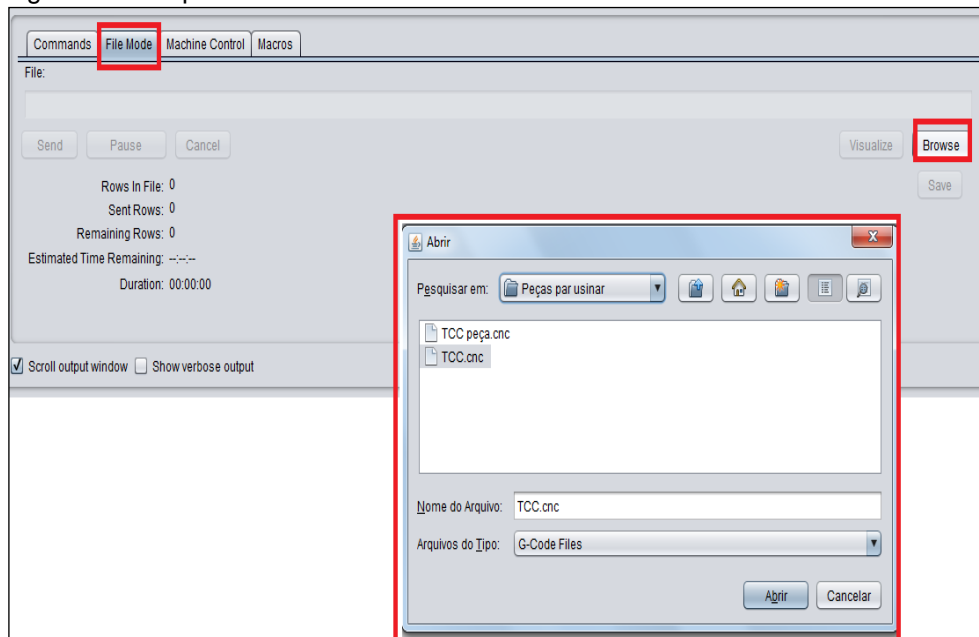 Commands File Mode Machine Control Macros
File:
Send Pause Cancel Visualize Browse
Rows In File: 0 Save
Sent Rows: 0
Remaining Rows: 0
Estimated Time Remaining: --:--:--
Duration: 00:00:00
Scroll output window Show verbose output
Abrir X
Pesquisar em: Peças par usinar
TCC peça.cnc
TCC.cnc
Nome do Arquivo: TCC.cnc
Arquivos do Tipo: G-Code Files
Abrir Cancelar